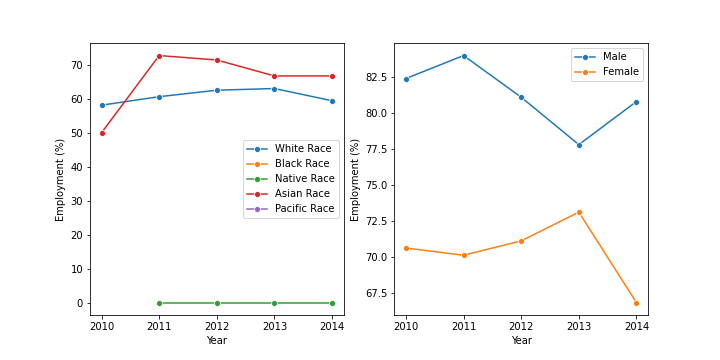 70
60
50
40
30
20
10
0
Employment (%)
White Race
Black Race
Native Race
Asian Race
Pacific Race
2010 2011 2012 2013 2014
Year
82.5
80.0
77.5
75.0
72.5
70.0
67.5
Employment (%)
Male
Female
2010 2011 2012 2013 2014
Year